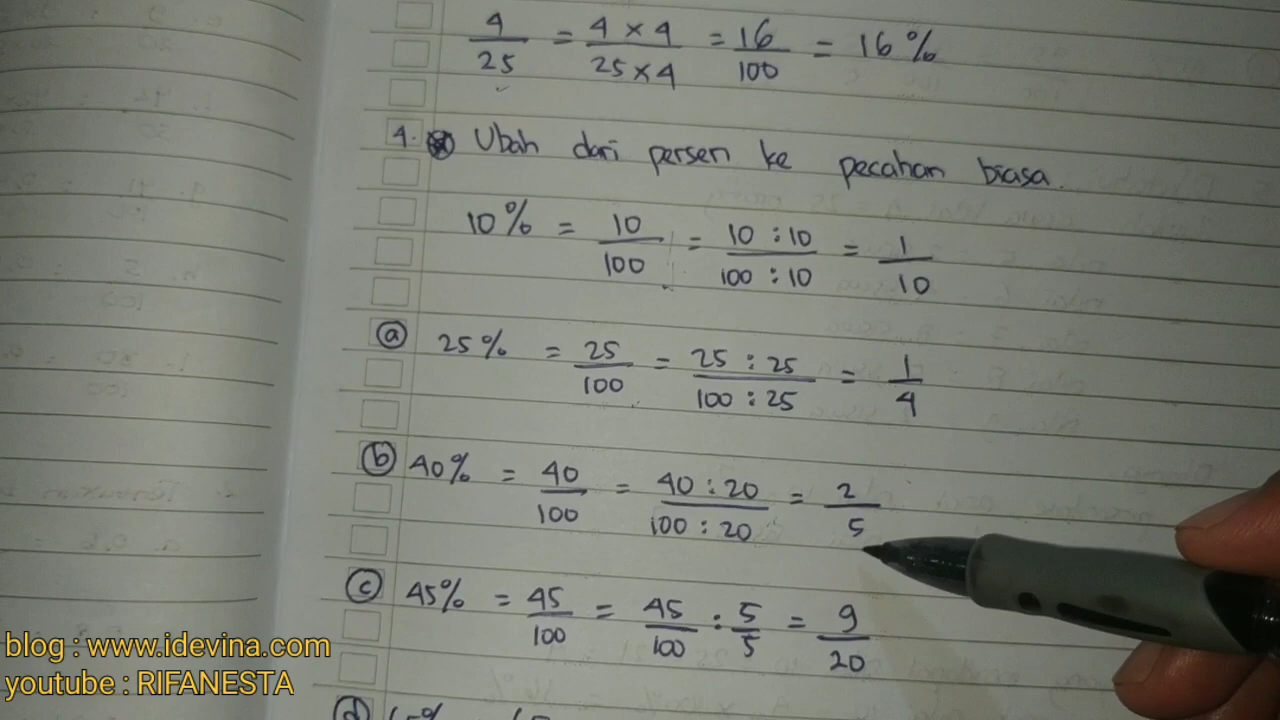 4/25 = 4 x 4/25 x 4 = 16/100 = 16%
4. Ubah dari persen ke pecahan biasa.
10% = 10/100 = 10 : 10/100 : 10 = 1/10
ⓐ 25% = 25/100 = 25 : 25/100 : 25 = 1/4
ⓑ 40% = 40/100 = 40 : 20/100 : 20 = 2/5
ⓒ 45% = 45/100 = 45/100 : 5/5 = 9/20
blog : www.idevina.com
youtube : RIFANESTA